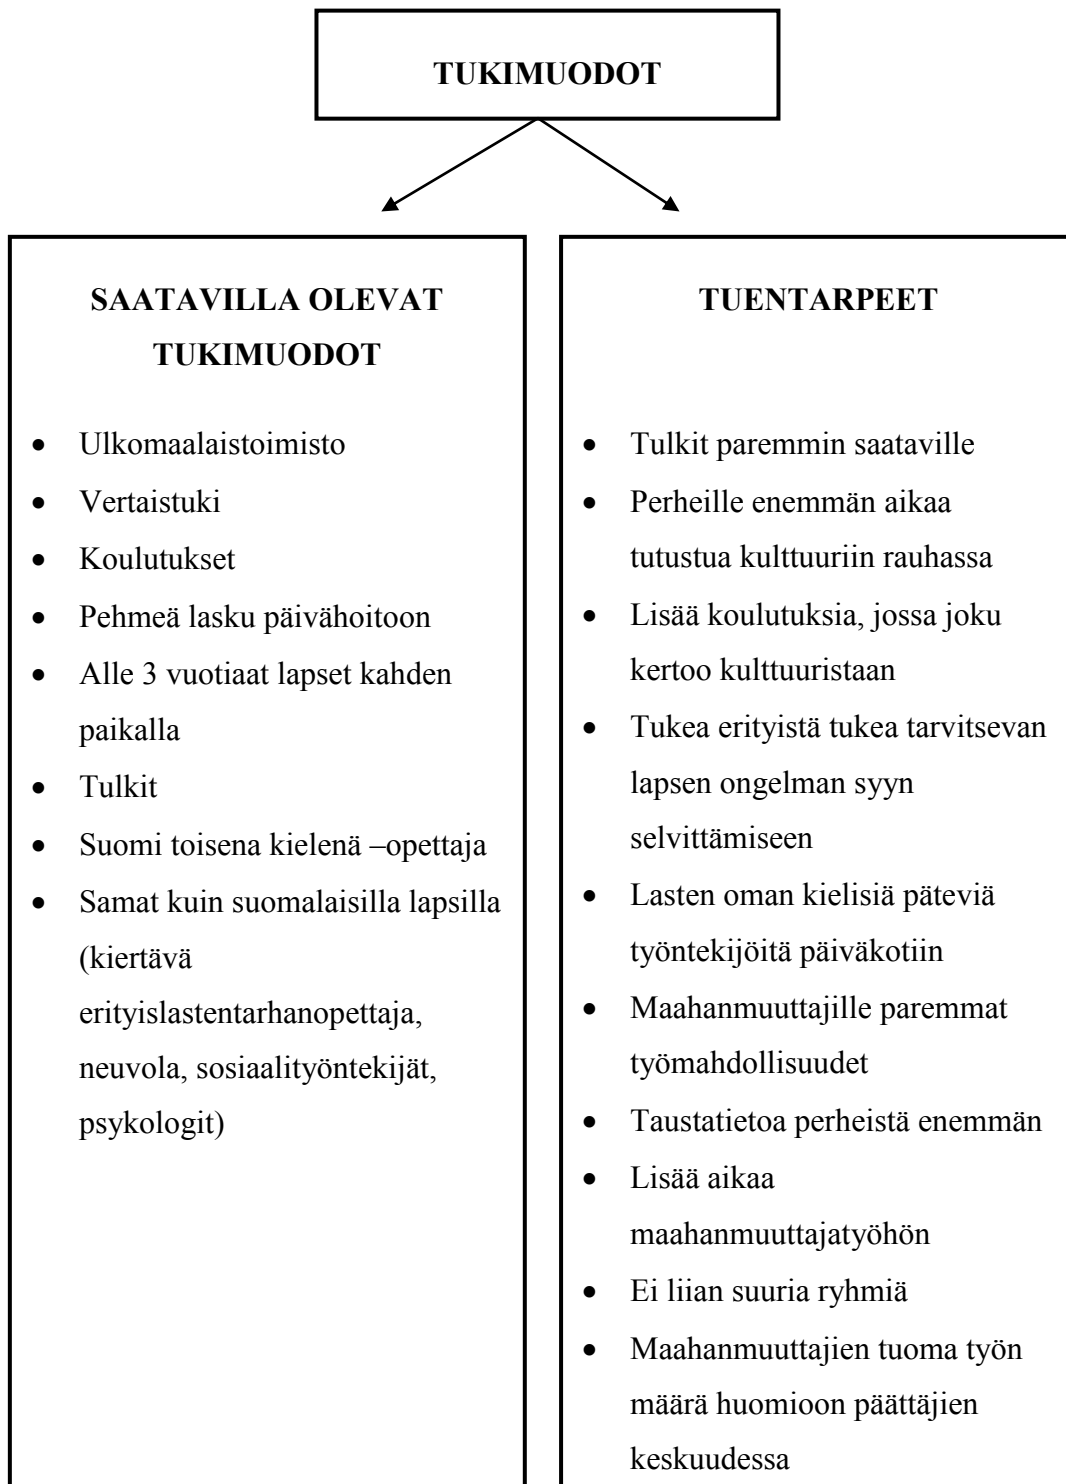 TUKIMUODOT
SAATAVILLA OLEVAT
TUKIMUODOT
• Ulkomaalaistoimisto
• Vertaistuki
• Koulutukset
• Pehmeä lasku päivähoitoon
• Alle 3 vuotiaat lapset kahden
paikalla
• Tulkit
• Suomi toisena kielenä –opettaja
• Samat kuin suomalaisilla lapsilla
(kiertävä
erityislastentarhanopettaja,
neuvola, sosiaalityöntekijät,
psykologit)
TUENTARPEET
• Tulkit paremmin saataville
• Perheille enemmän aikaa
tutustua kulttuuriin rauhassa
• Lisää koulutuksia, jossa joku
kertoo kulttuuristaan
• Tukea erityistä tukea tarvitsevan
lapsen ongelman syyn
selvittämiseen
• Lasten oman kielisiä päteviä
työntekijöitä päiväkotiin
• Maahanmuuttajille paremmat
työmahdollisuudet
• Taustatietoa perheistä enemmän
• Lisää aikaa
maahanmuuttajatyöhön
• Ei liian suuria ryhmiä
• Maahanmuuttajien tuoma työn
määrä huomioon päättäjien
keskuudessa